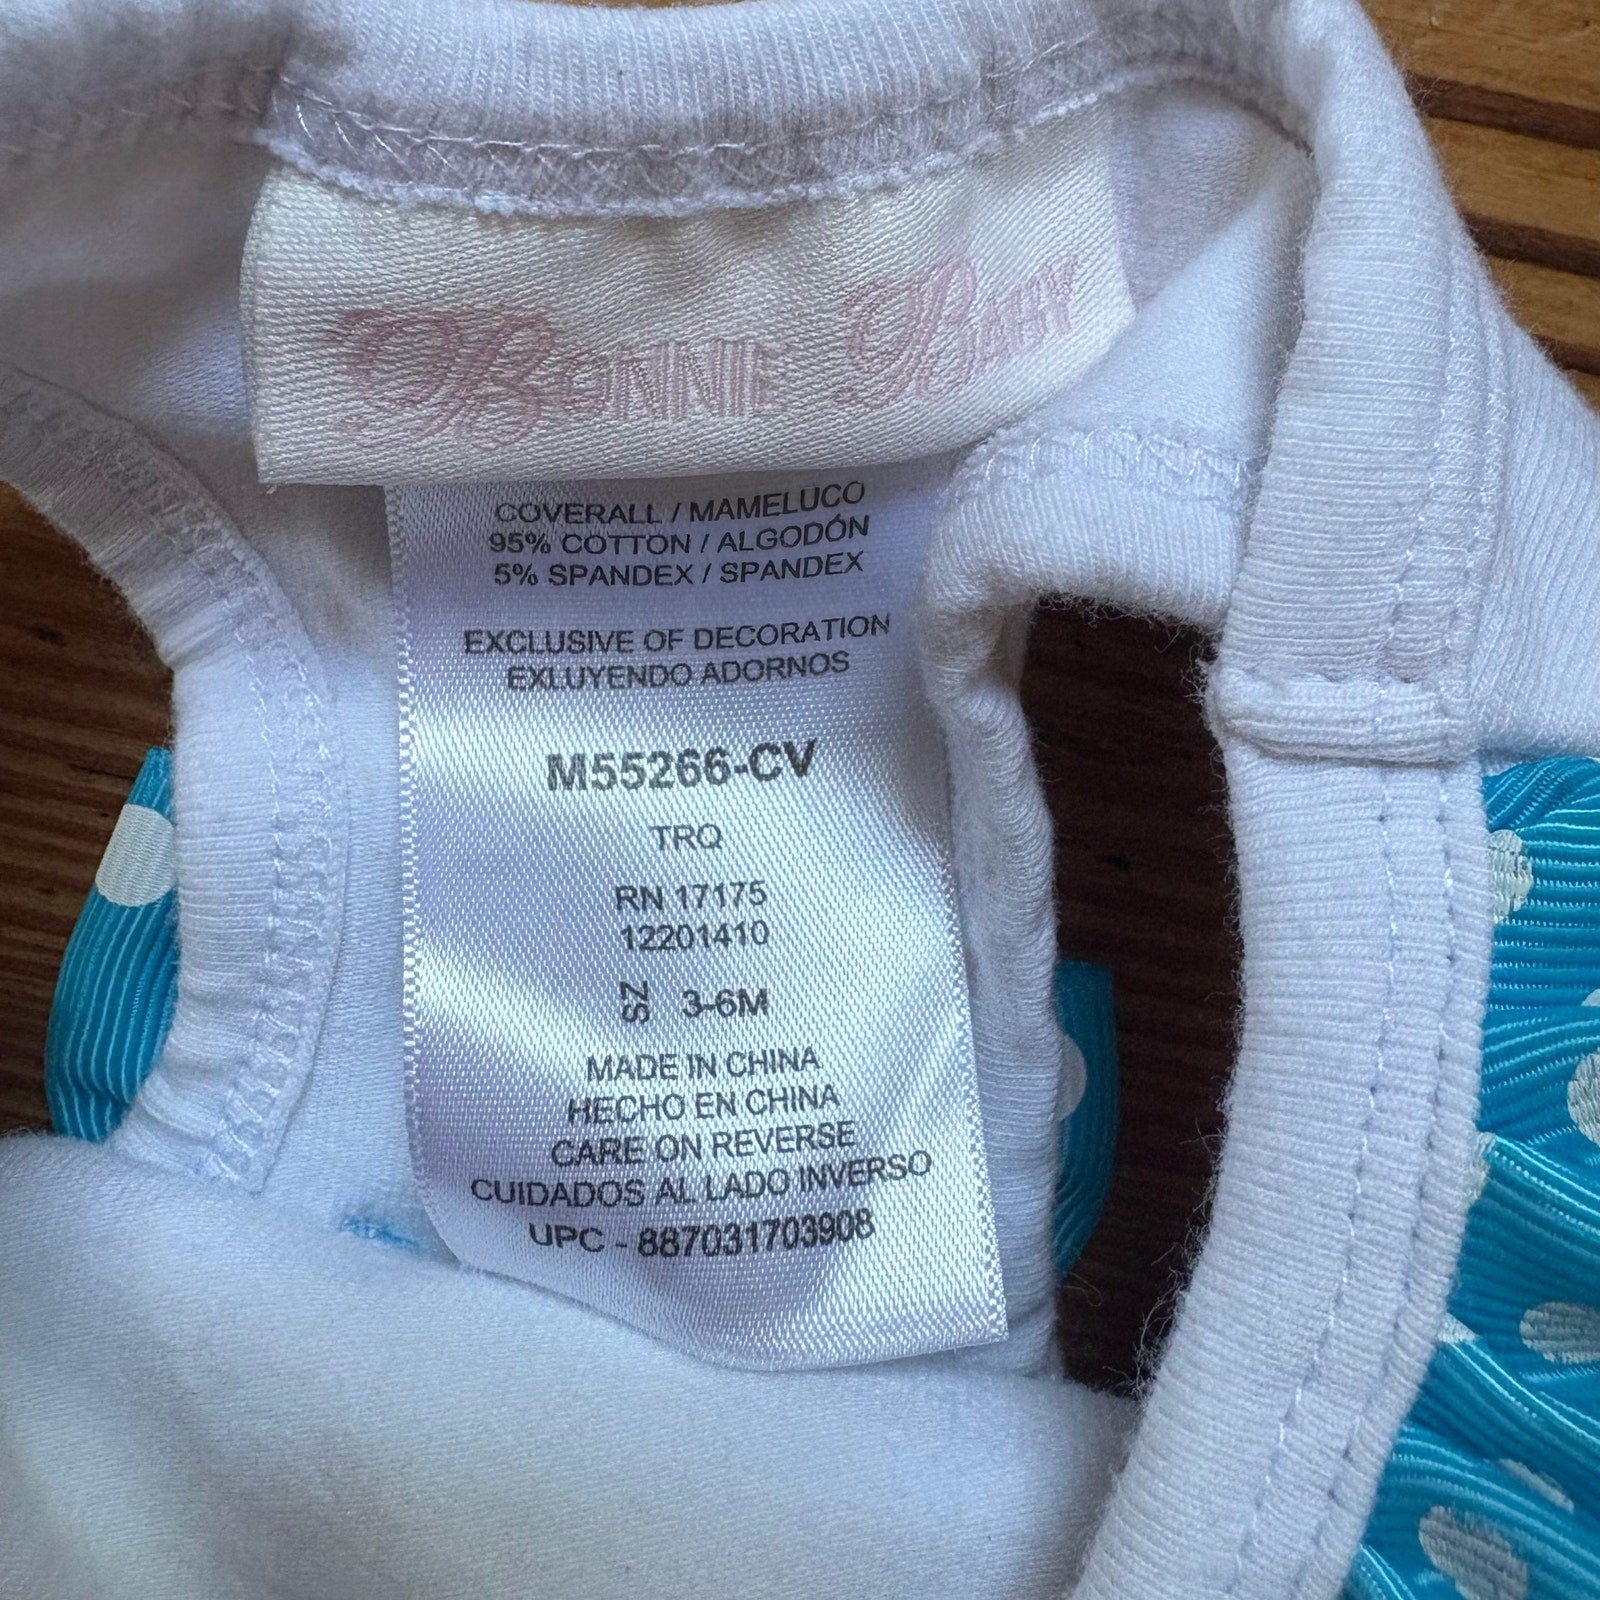 BONNIE BABY
COVERALL / MAMELUCO
95% COTTON / ALGODÓN
5% SPANDEX / SPANDEX
EXCLUSIVE OF DECORATION
EXLUYENDO ADORNOS
M55266-CV
TRQ
RN 17175
12201410
SZ 3-6M
MADE IN CHINA
HECHO EN CHINA
CARE ON REVERSE
CUIDADOS AL LADO INVERSO
UPC - 887031703908